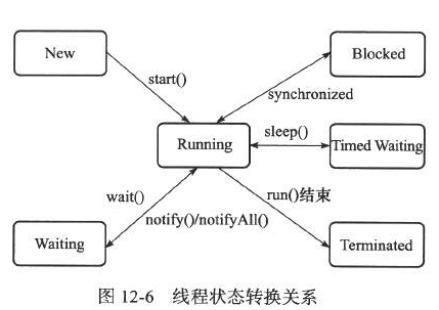 New
Blocked
start()
synchronized
Running
sleep()
Timed Waiting
wait()
run()结束
notify()/notifyAll()
Waiting
Terminated
图 12-6 线程状态转换关系